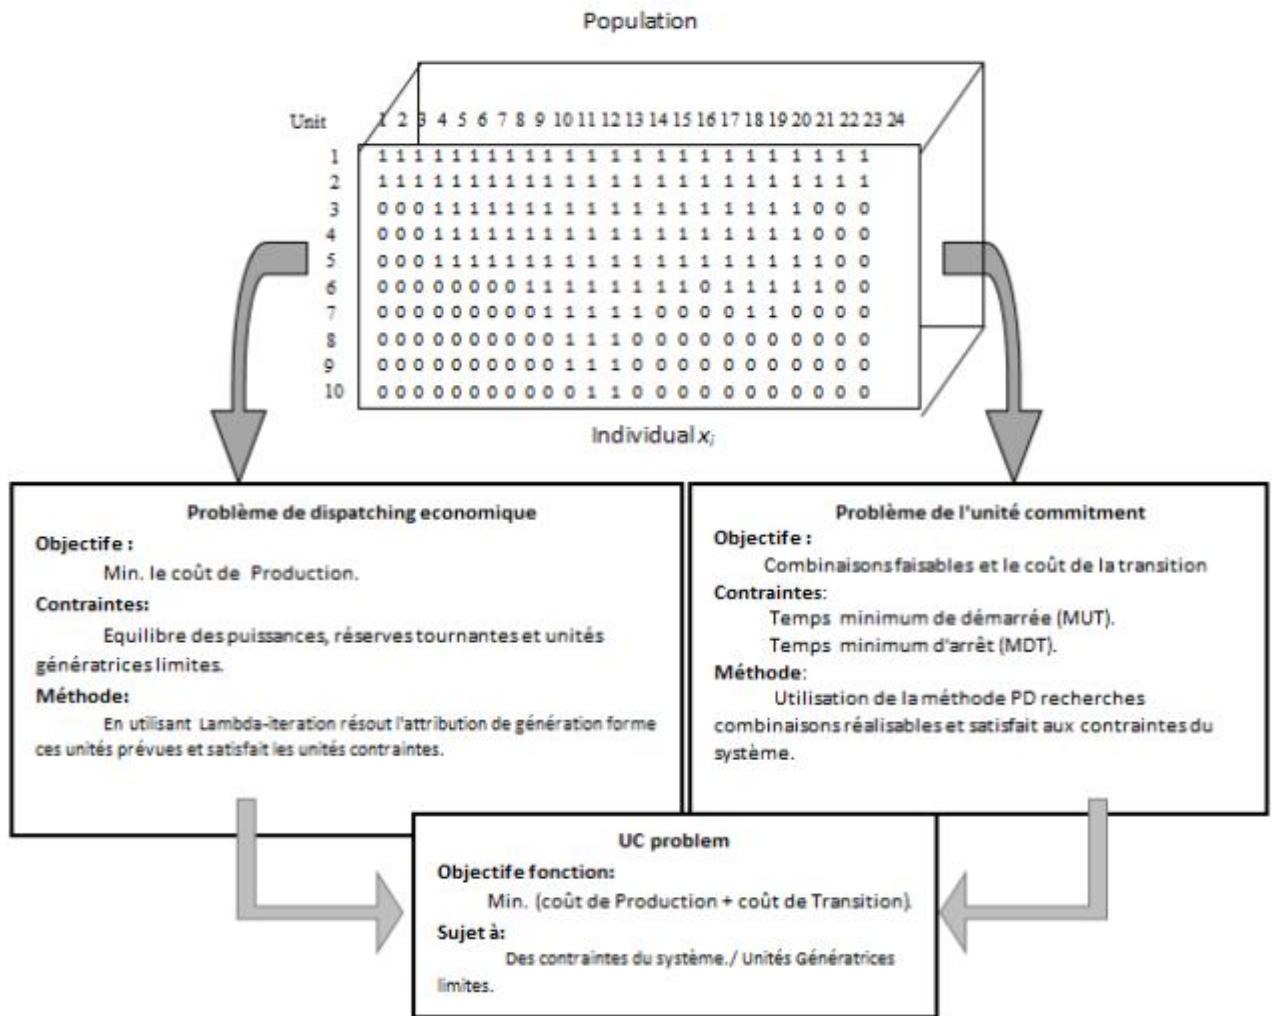 Population
Unit 1 2 3 4 5 6 7 8 9 10 11 12 13 14 15 16 17 18 19 20 21 22 23 24
1 1 1 1 1 1 1 1 1 1 1 1 1 1 1 1 1 1 1 1 1 1 1 1 1
2 1 1 1 1 1 1 1 1 1 1 1 1 1 1 1 1 1 1 1 1 1 1 1 1
3 0 0 0 1 1 1 1 1 1 1 1 1 1 1 1 1 1 1 1 1 1 0 0 0
4 0 0 0 1 1 1 1 1 1 1 1 1 1 1 1 1 1 1 1 1 1 0 0 0
5 0 0 0 1 1 1 1 1 1 1 1 1 1 1 1 1 1 1 1 1 1 1 0 0
6 0 0 0 0 0 0 0 0 1 1 1 1 1 1 1 1 0 1 1 1 1 1 0 0
7 0 0 0 0 0 0 0 0 0 1 1 1 1 1 0 0 0 0 1 1 0 0 0 0
8 0 0 0 0 0 0 0 0 0 0 1 1 1 0 0 0 0 0 0 0 0 0 0 0
9 0 0 0 0 0 0 0 0 0 0 1 1 1 0 0 0 0 0 0 0 0 0 0 0
10 0 0 0 0 0 0 0 0 0 0 0 1 1 0 0 0 0 0 0 0 0 0 0 0
Individual xi
Problème de dispatching economique
Objectife :
Min. le coût de Production.
Contraintes:
Equilibre des puissances, réserves tournantes et unités
génératrices limites.
Méthode:
En utilisant Lambda-iteration résout l'attribution de génération forme
ces unités prévues et satisfait les unités contraintes.
Problème de l'unité commitment
Objectife :
Combinaisons faisables et le coût de la transition
Contraintes:
Temps minimum de démarrée (MUT).
Temps minimum d'arrêt (MDT).
Méthode:
Utilisation de la méthode PD recherches
combinaisons réalisables et satisfait aux contraintes du
système.
UC problem
Objectife fonction:
Min. (coût de Production + coût de Transition).
Sujet à:
Des contraintes du système./ Unités Génératrices
limites.